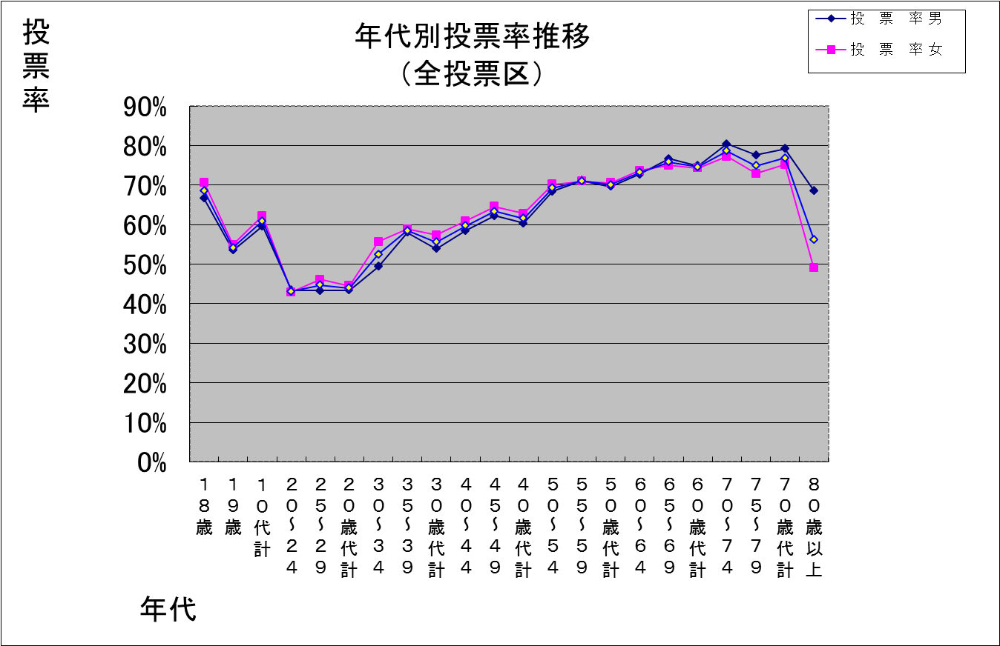 投票率
年代別投票率推移
（全投票区）
投　票　率 男
投　票　率 女
90%
80%
70%
60%
50%
40%
30%
20%
10%
0%
18歳
19歳
10代計
20～24
25～29
20歳代計
30～34
35～39
30歳代計
40～44
45～49
40歳代計
50～54
55～59
50歳代計
60～64
65～69
60歳代計
70～74
75～79
70歳代計
80歳以上
年代